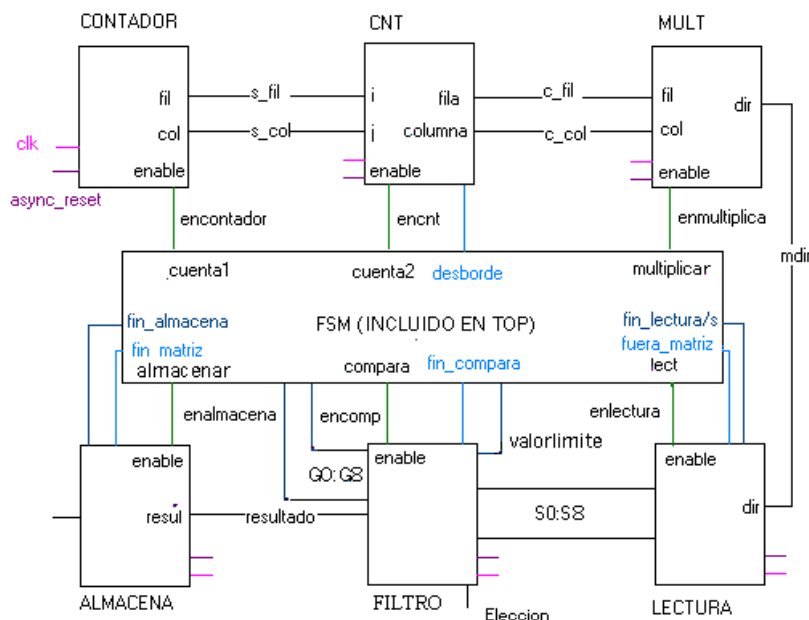 CONTADOR
CNT
MULT
fil
s_fil
i
fila
c_fil
fil
dir
col
s_col
j
columna
c_col
col
clk
enable
enable
enable
async_reset
encontador
encnt
enmultiplica
mdir
cuenta1
cuenta2
desborde
multiplicar
fin_almacena
FSM (INCLUIDO EN TOP)
fin_lectura/s
fin_matriz
fuera_matriz
almacenar
compara
fin_compara
lect
enalmacena
encomp
enlectura
valorlimite
enable
enable
enable
G0:G8
resul
resultado
S0:S8
dir
ALMACENA
FILTRO
Eleccion
LECTURA